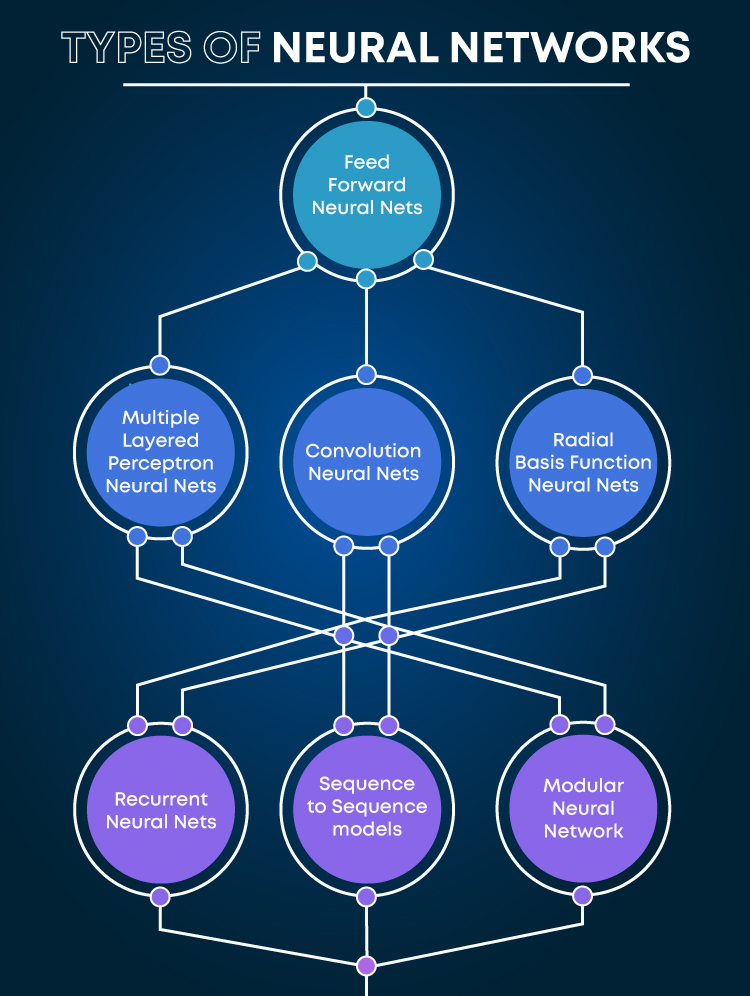 TYPES OF NEURAL NETWORKS
Feed
Forward
Neural Nets
Multiple
Layered
Perceptron
Neural Nets
Convolution
Neural Nets
Radial
Basis Function
Neural Nets
Recurrent
Neural Nets
Sequence
to Sequence
models
Modular
Neural
Network